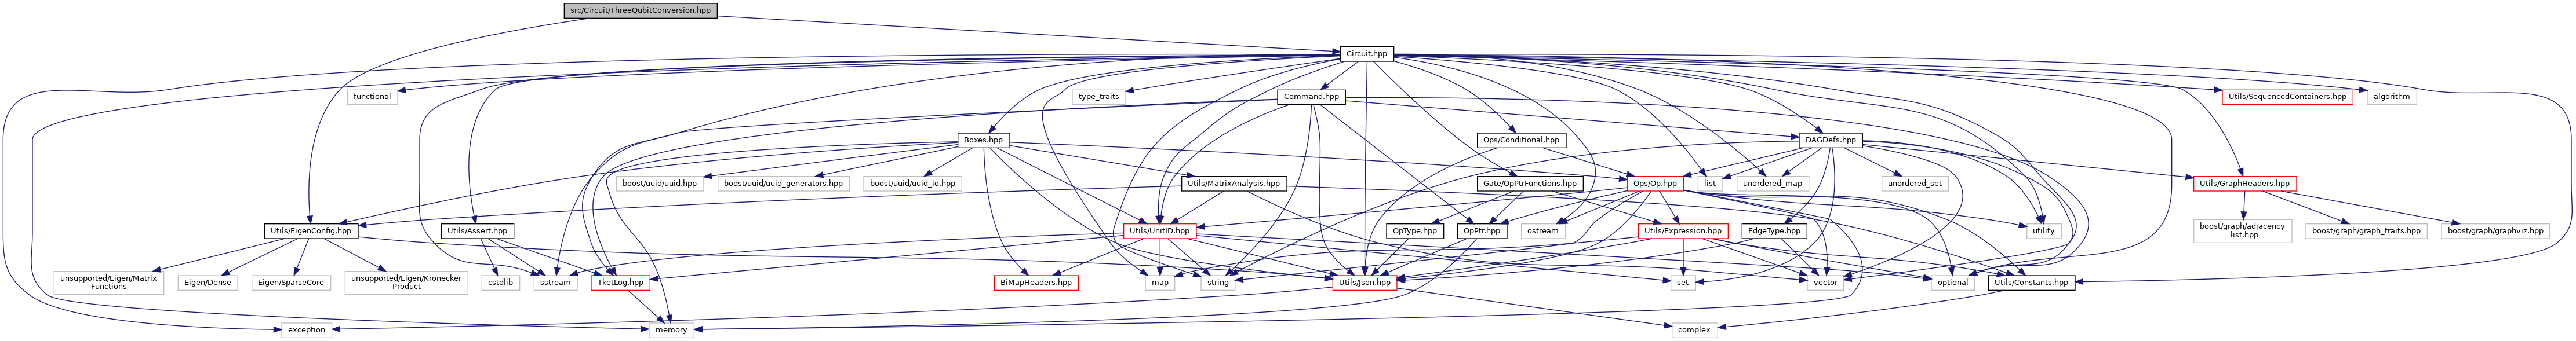 src/Circuit/ThreeQubitConversion.hpp
Circuit.hpp
functional
type_traits
Command.hpp
Utils/SequencedContainers.hpp
algorithm
Boxes.hpp
Ops/Conditional.hpp
DAGDefs.hpp
boost/uuid/uuid.hpp
boost/uuid/uuid_generators.hpp
boost/uuid/uuid_io.hpp
Utils/MatrixAnalysis.hpp
Gate/OpPtrFunctions.hpp
Ops/Op.hpp
list
unordered_map
unordered_set
Utils/GraphHeaders.hpp
Utils/EigenConfig.hpp
Utils/Assert.hpp
Utils/UnitID.hpp
OpType.hpp
OpPtr.hpp
ostream
Utils/Expression.hpp
EdgeType.hpp
utility
boost/graph/adjacency
_list.hpp
boost/graph/graph_traits.hpp
boost/graph/graphviz.hpp
unsupported/Eigen/Matrix
Functions
Eigen/Dense
Eigen/SparseCore
unsupported/Eigen/Kronecker
Product
cstdlib
sstream
TketLog.hpp
BiMapHeaders.hpp
map
string
Utils/Json.hpp
set
vector
optional
Utils/Constants.hpp
exception
memory
complex